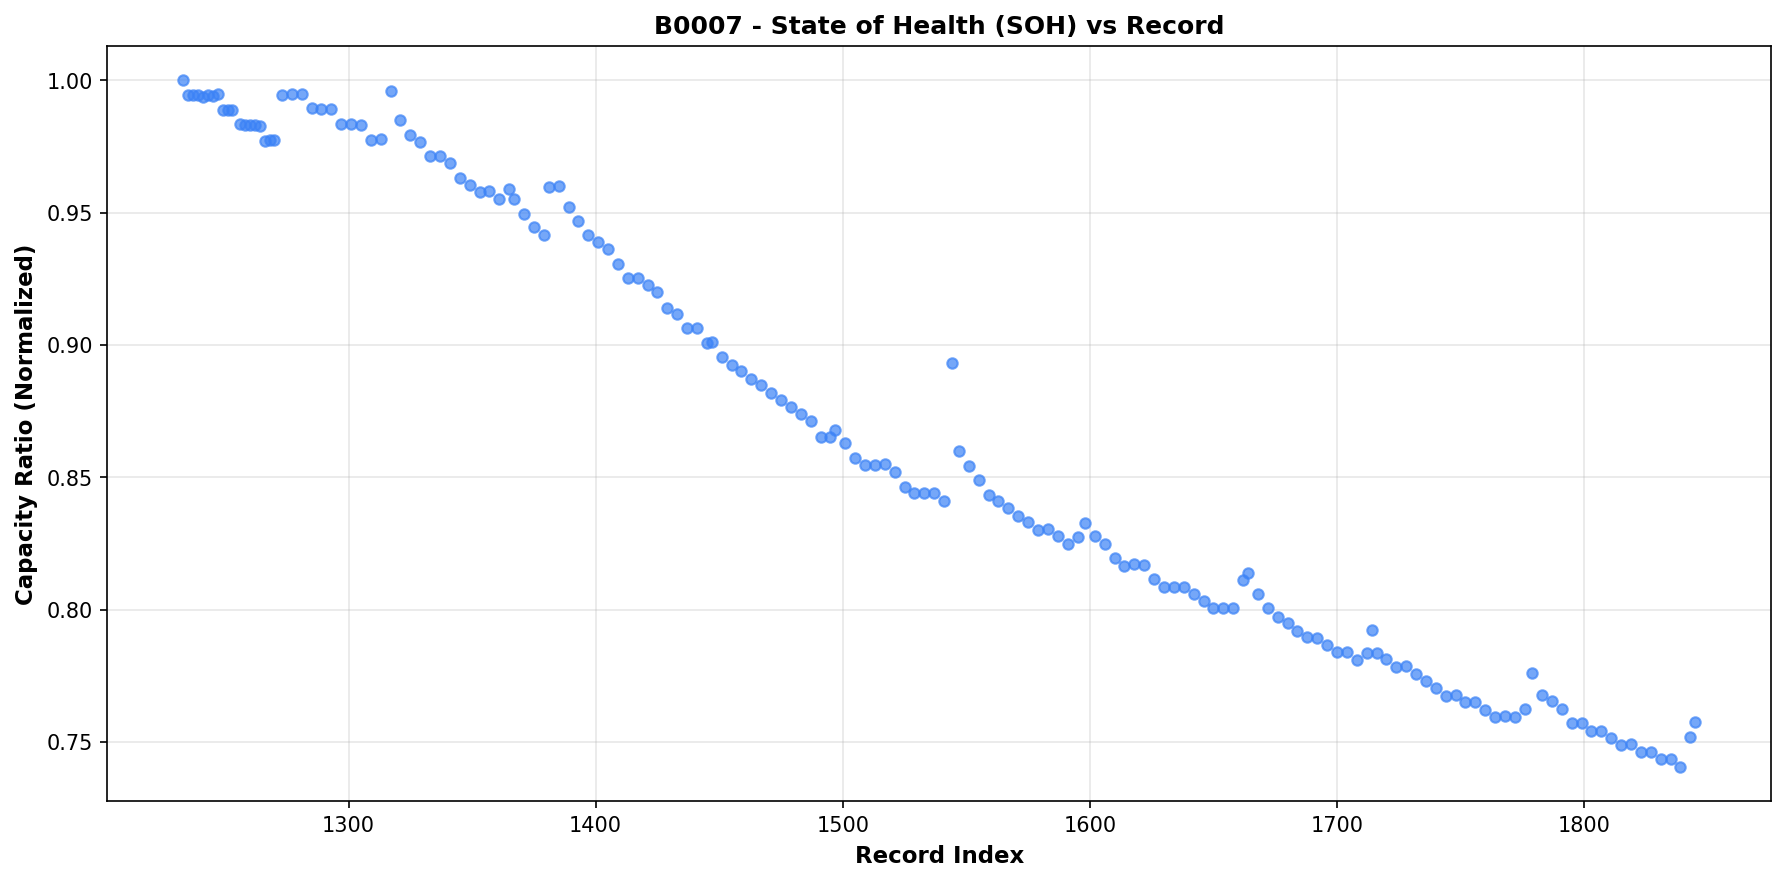 B0007 - State of Health (SOH) vs Record
Capacity Ratio (Normalized)
1.00
0.95
0.90
0.85
0.80
0.75
1300 1400 1500 1600 1700 1800
Record Index